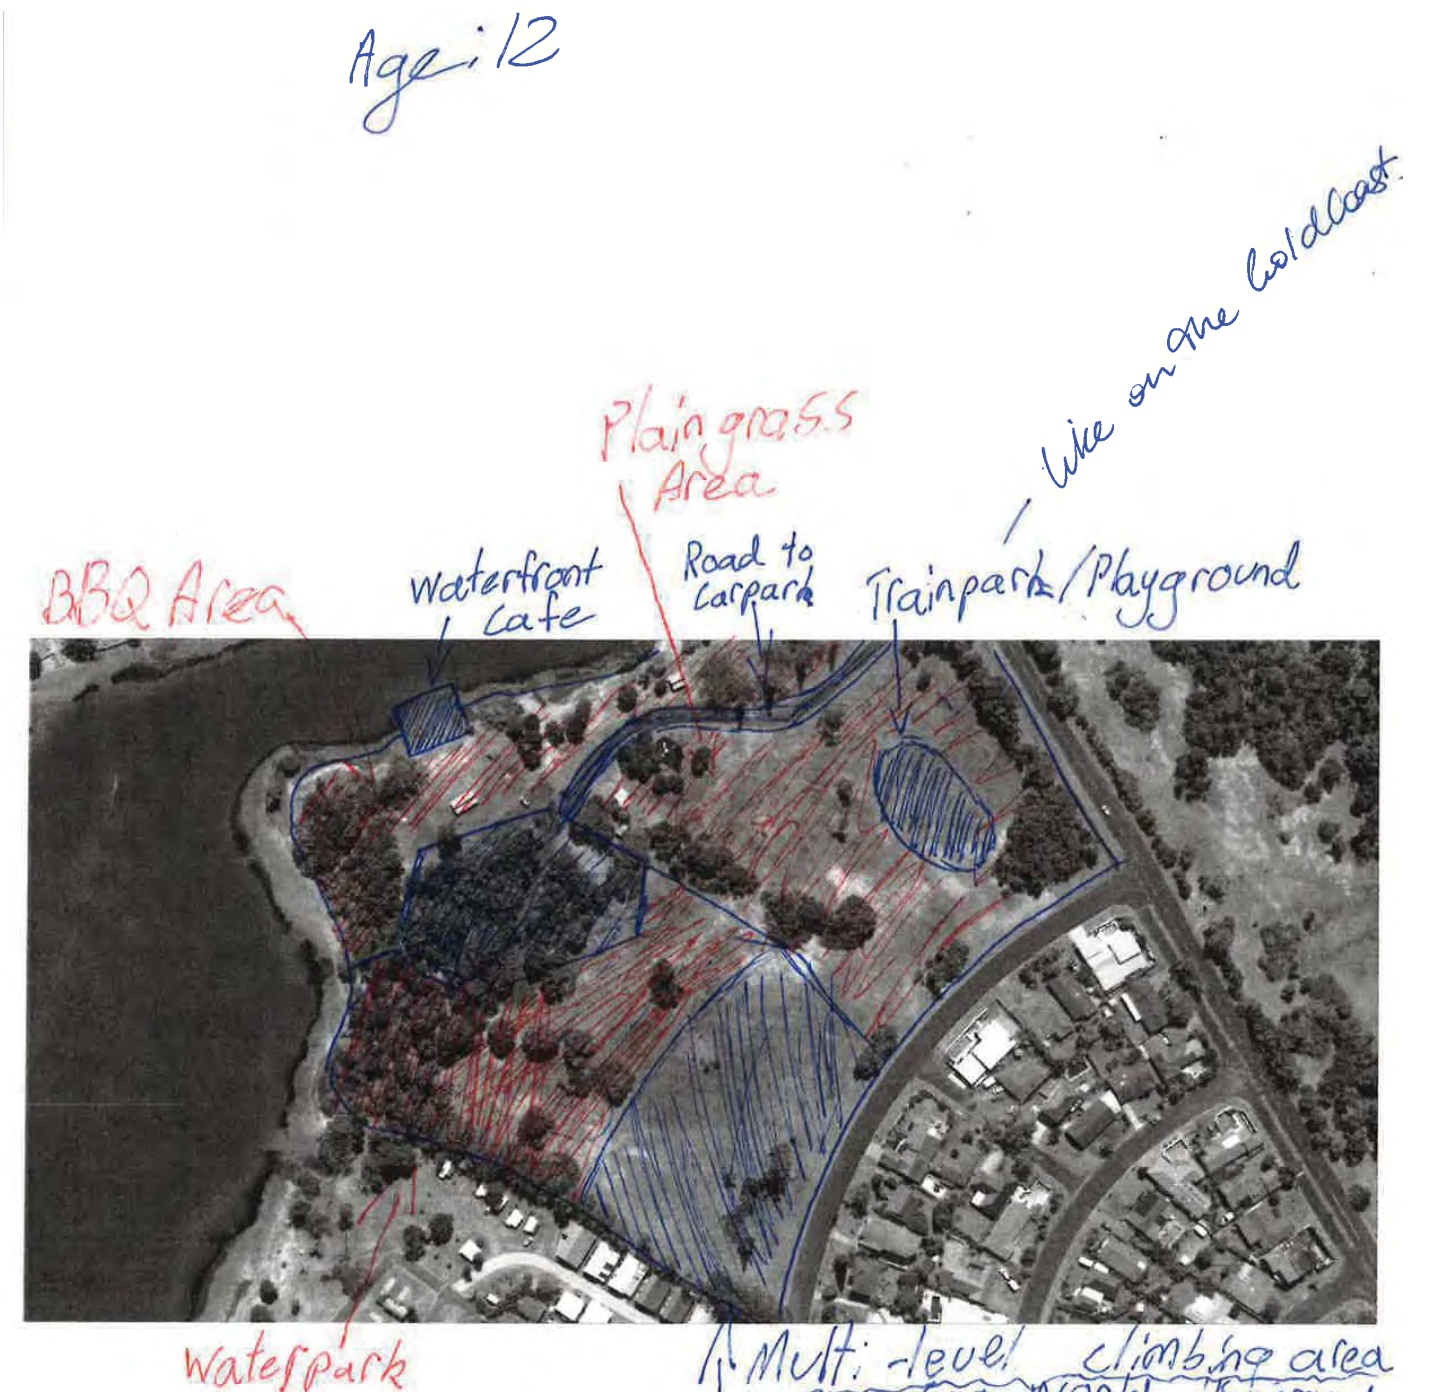 Age: 12
like on the Goldcoast.
Plain grass
Area
BBQ Area
Waterfront
Cafe
Road to
Carpark
Trainpark/Playground
Waterpark
Multi-level climbing area